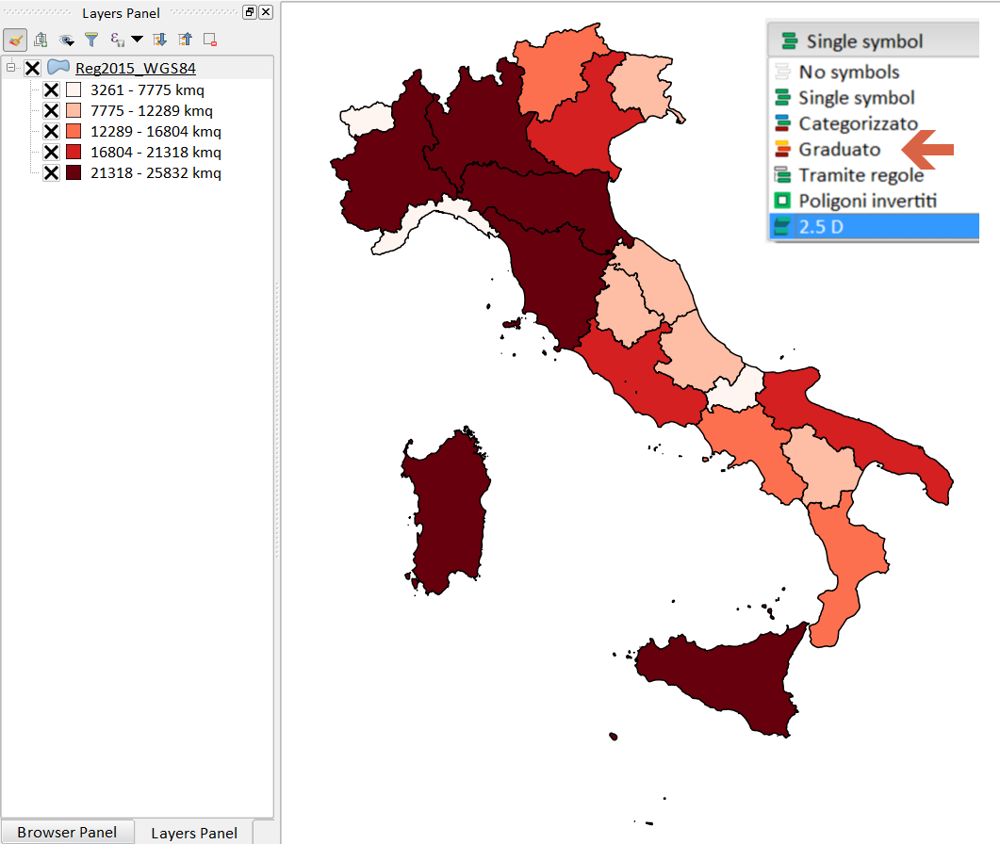 Layers Panel
Reg2015_WGS84
3261 - 7775 kmq
7775 - 12289 kmq
12289 - 16804 kmq
16804 - 21318 kmq
21318 - 25832 kmq
Browser Panel
Layers Panel
Single symbol
No symbols
Single symbol
Categorizzato
Graduato
Tramite regole
Poligoni invertiti
2.5 D